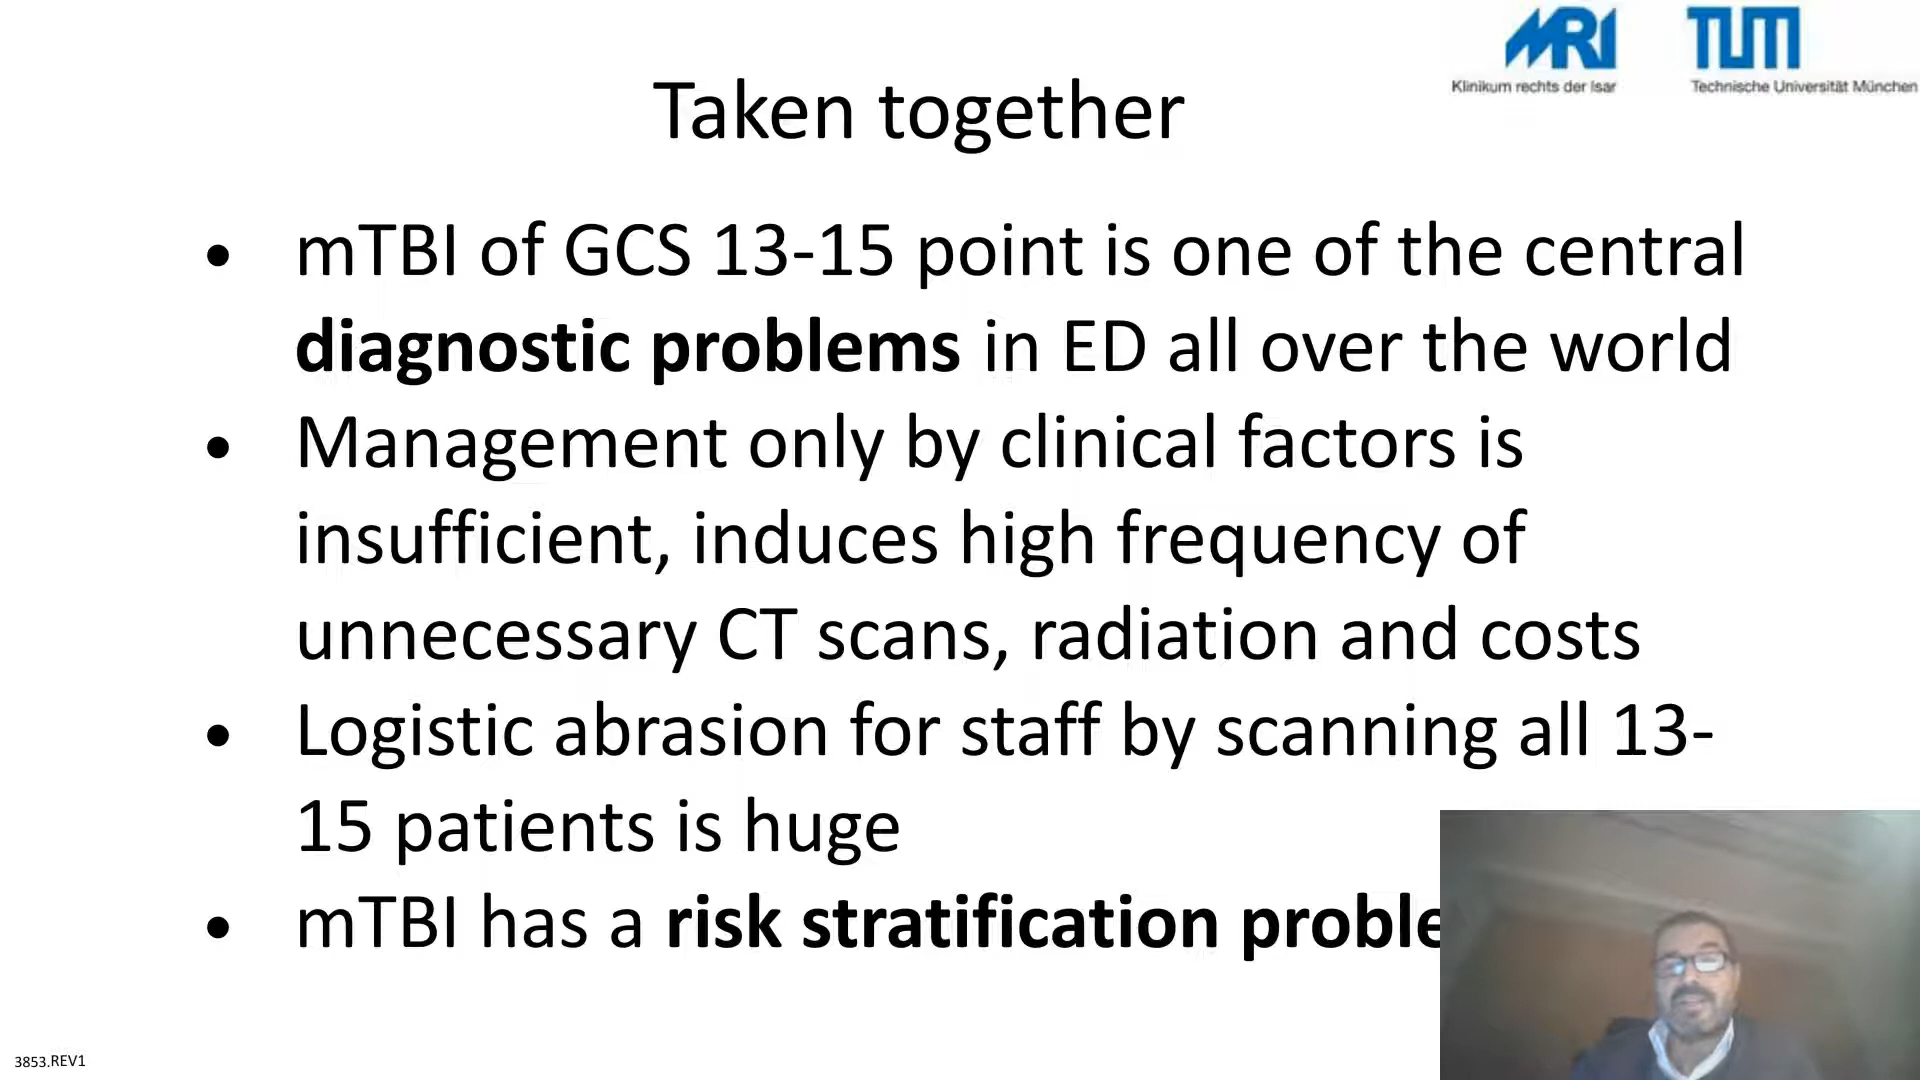 MRI
TUM
Klinikum rechts der Isar
Technische Universität München
Taken together
• mTBI of GCS 13-15 point is one of the central
diagnostic problems in ED all over the world
• Management only by clinical factors is
insufficient, induces high frequency of
unnecessary CT scans, radiation and costs
• Logistic abrasion for staff by scanning all 13-
15 patients is huge
• mTBI has a risk stratification proble
3853.REV1